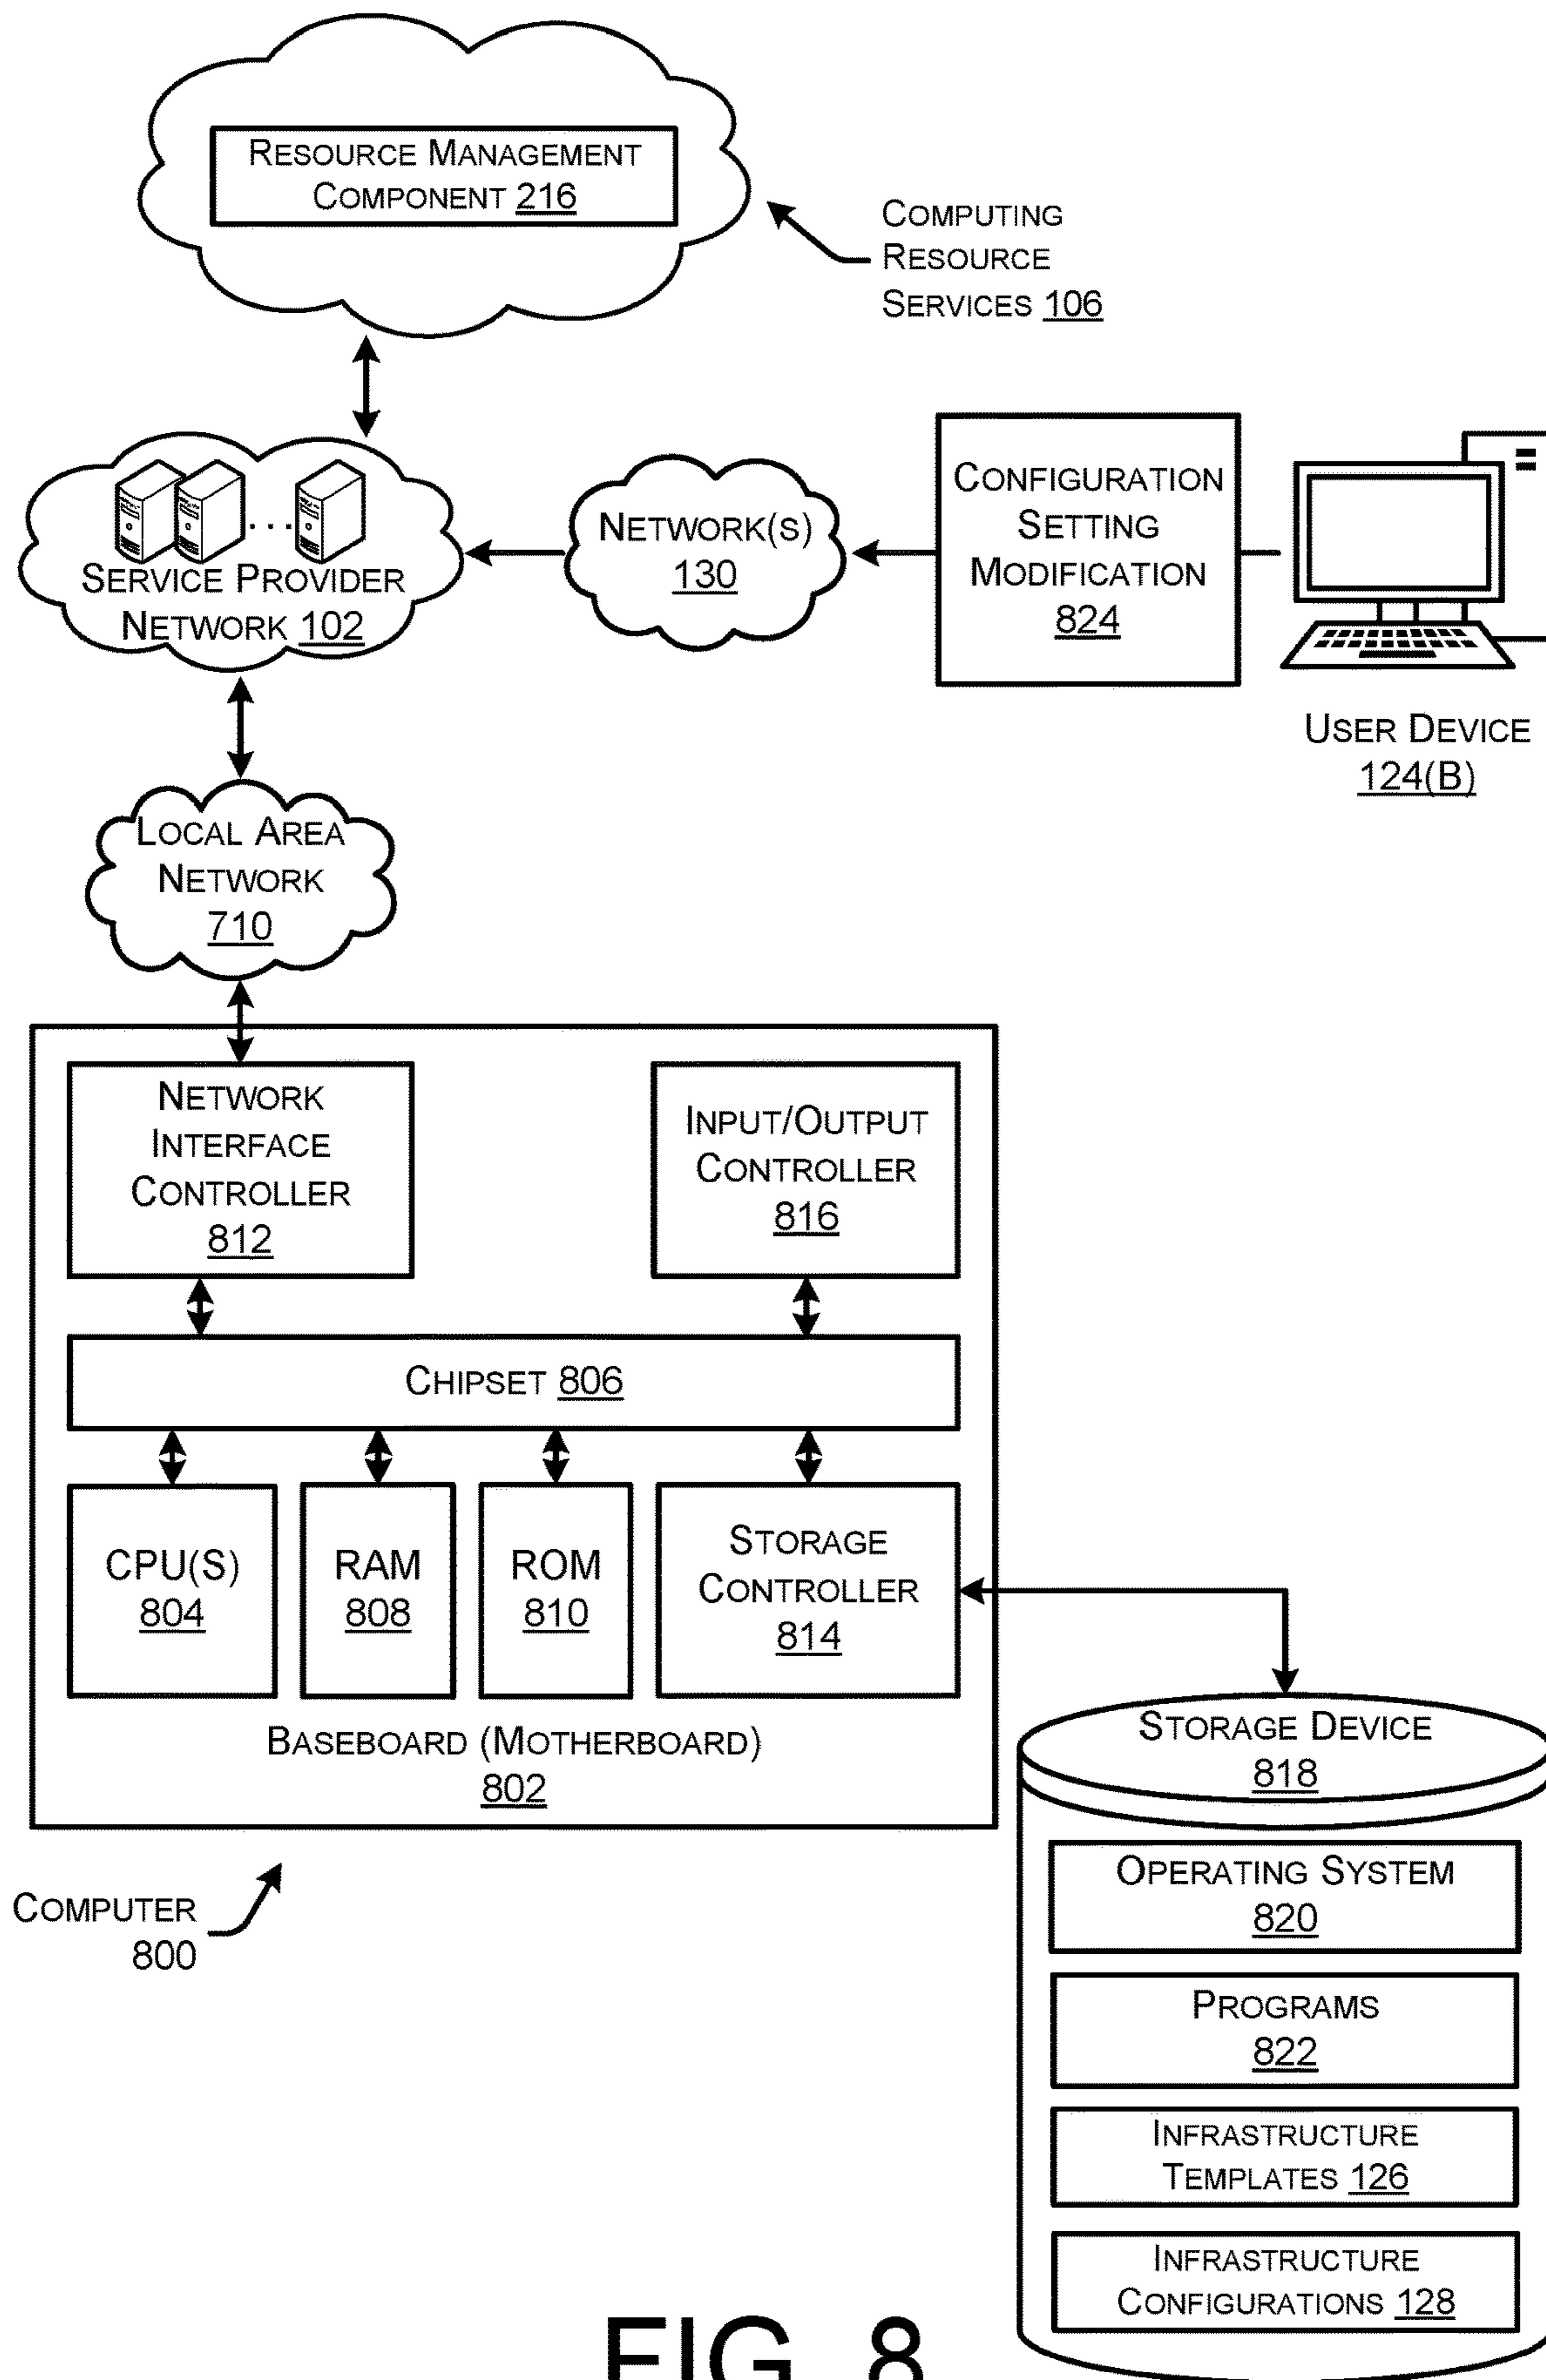 RESOURCE MANAGEMENT
COMPONENT 216
COMPUTING
RESOURCE
SERVICES 106
SERVICE PROVIDER
NETWORK 102
NETWORK(S)
130
CONFIGURATION
SETTING
MODIFICATION
824
USER DEVICE
124(B)
LOCAL AREA
NETWORK
710
NETWORK
INTERFACE
CONTROLLER
812
INPUT/OUTPUT
CONTROLLER
816
CHIPSET 806
CPU(S)
804
RAM
808
ROM
810
STORAGE
CONTROLLER
814
BASEBOARD (MOTHERBOARD)
802
COMPUTER
800
STORAGE DEVICE
818
OPERATING SYSTEM
820
PROGRAMS
822
INFRASTRUCTURE
TEMPLATES 126
INFRASTRUCTURE
CONFIGURATIONS 128
FIG. 8